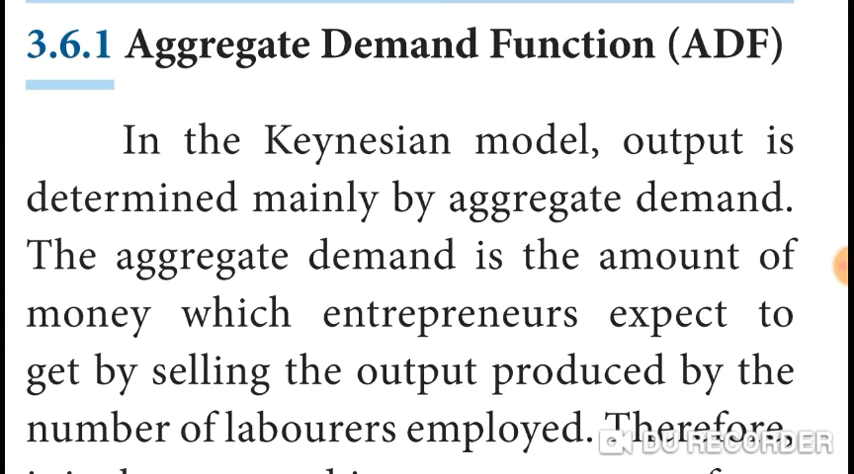 3.6.1 Aggregate Demand Function (ADF)
In the Keynesian model, output is
determined mainly by aggregate demand.
The aggregate demand is the amount of
money which entrepreneurs expect to
get by selling the output produced by the
number of labourers employed. Therefore,
DU RECORDER